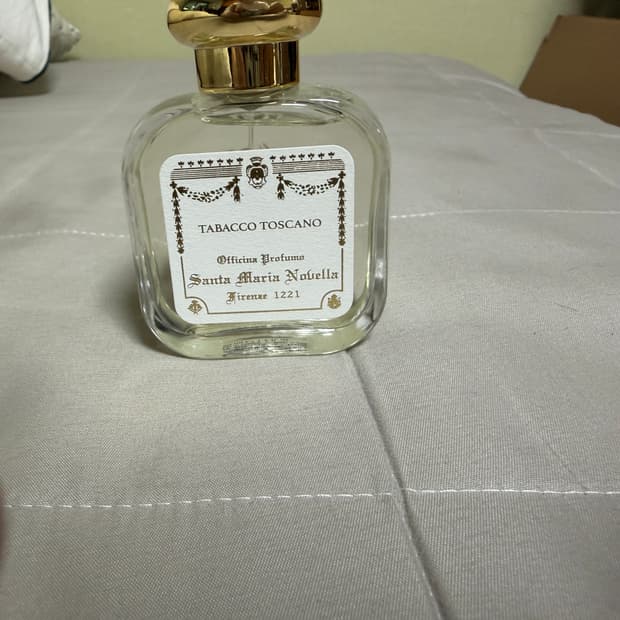 TABACCO TOSCANO
Officina Profumo
Santa Maria Novella
Firenze 1221